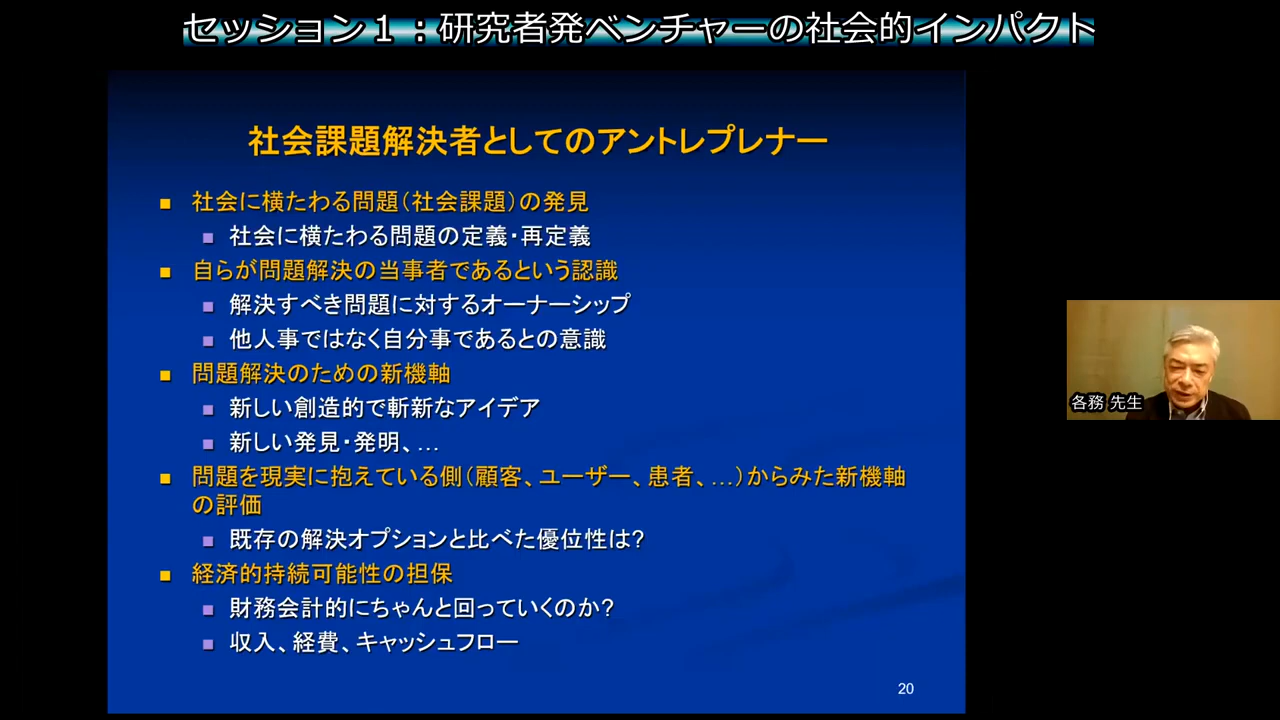 セッション１：研究者発ベンチャーの社会的インパクト
社会課題解決者としてのアントレプレナー
社会に横たわる問題（社会課題）の発見
社会に横たわる問題の定義・再定義
自らが問題解決の当事者であるという認識
解決すべき問題に対するオーナーシップ
他人事ではなく自分事であるとの意識
問題解決のための新機軸
新しい創造的で斬新なアイデア
新しい発見・発明、…
問題を現実に抱えている側（顧客、ユーザー、患者、…）からみた新機軸
の評価
既存の解決オプションと比べた優位性は？
経済的持続可能性の担保
財務会計的にちゃんと回っていくのか？
収入、経費、キャッシュフロー
20
各務 先生